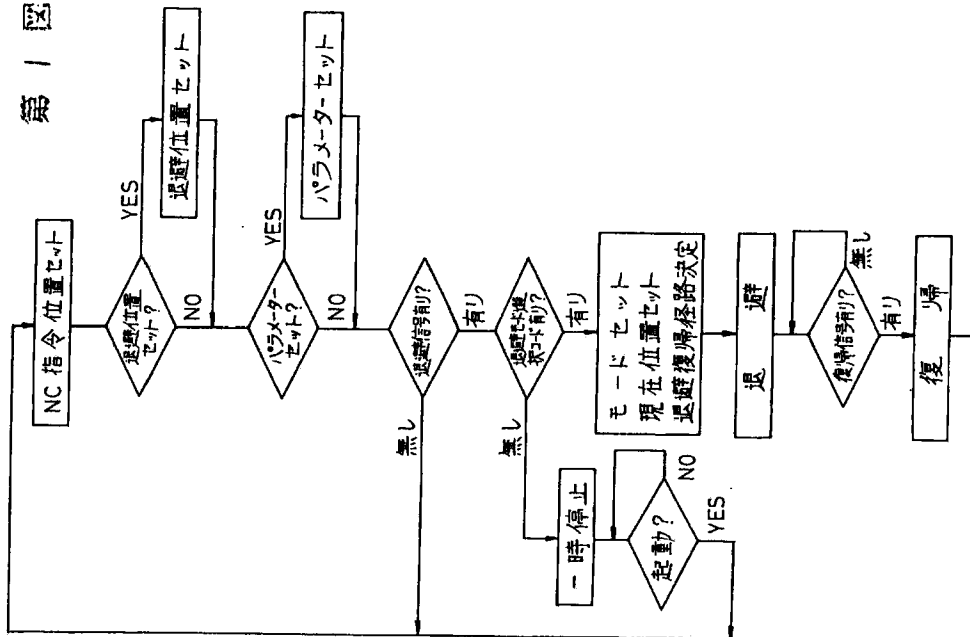 第1図
NC指令位置セット
退避位置
セット?
YES
退避位置セット
NO
パラメーター
セット?
YES
パラメーターセット
NO
退避信号有り?
無し
有り
退避モード選
択コード有り?
無し
有り
一時停止
起動?
NO
YES
モードセット
現在位置セット
退避復帰経路決定
退避
復帰信号有り?
無し
有り
復帰